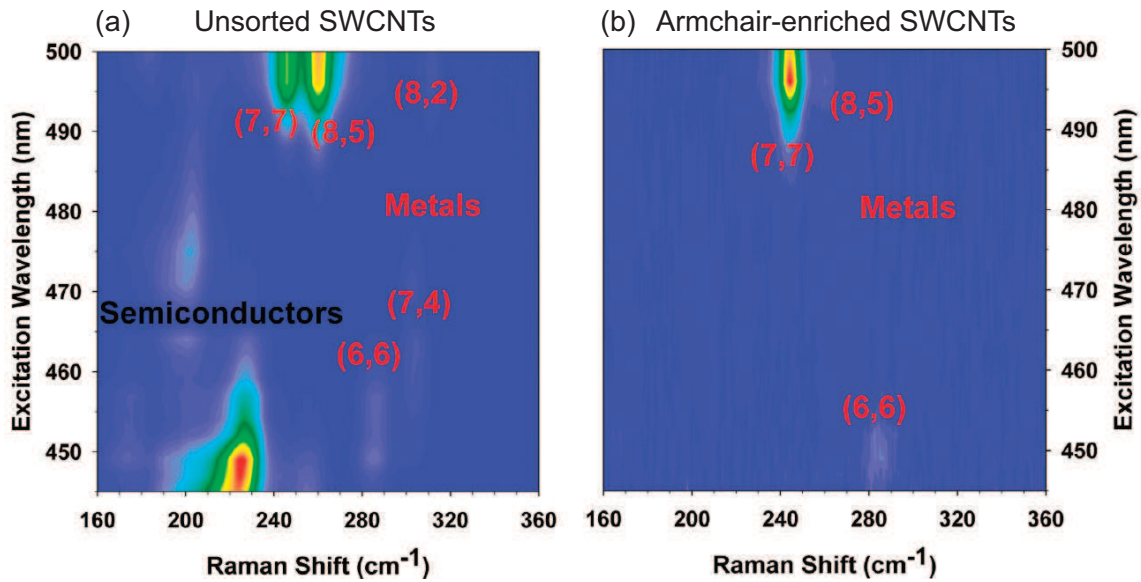 (a) Unsorted SWCNTs
500
490
480
470
460
450
Excitation Wavelength (nm)
(8,2)
(7,7)
(8,5)
Metals
(7,4)
Semiconductors
(6,6)
160 200 240 280 320 360
Raman Shift (cm⁻¹)
(b) Armchair-enriched SWCNTs
(8,5)
(7,7)
Metals
(6,6)
500
490
480
470
460
450
Excitation Wavelength (nm)
160 200 240 280 320 360
Raman Shift (cm⁻¹)